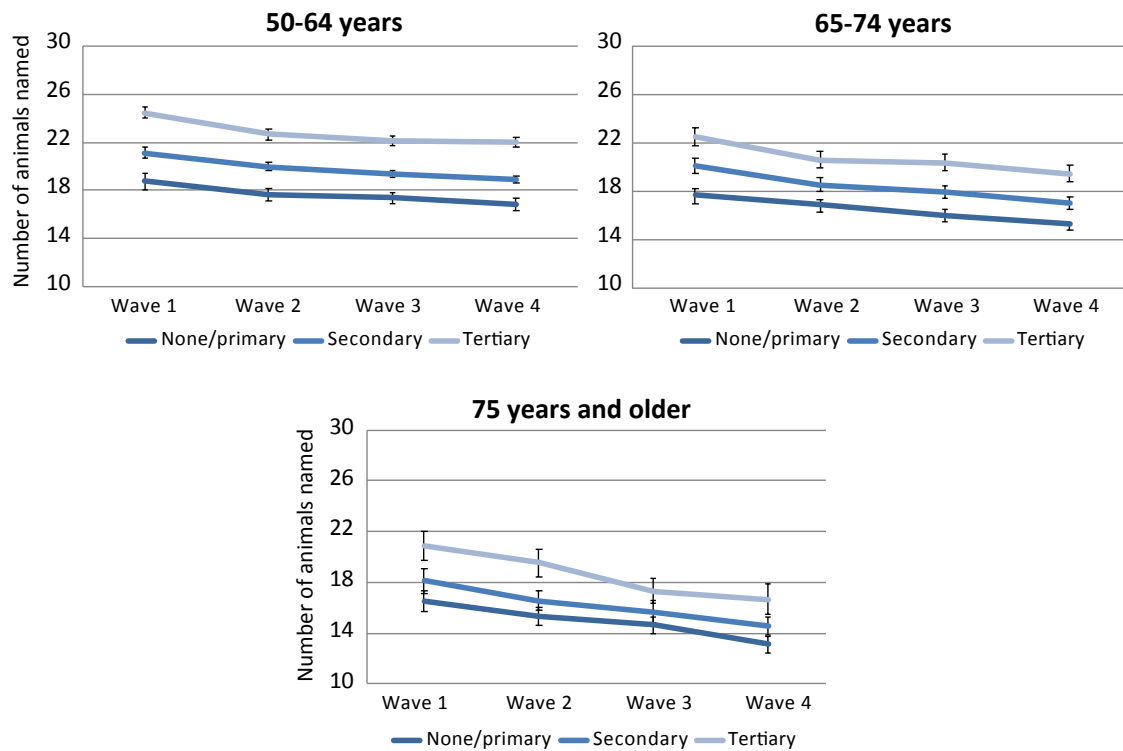 50-64 years
Number of animals named
30
26
22
18
14
10
Wave 1 Wave 2 Wave 3 Wave 4
None/primary Secondary Tertiary
65-74 years
30
26
22
18
14
10
Wave 1 Wave 2 Wave 3 Wave 4
None/primary Secondary Tertiary
75 years and older
Number of animals named
30
26
22
18
14
10
Wave 1 Wave 2 Wave 3 Wave 4
None/primary Secondary Tertiary